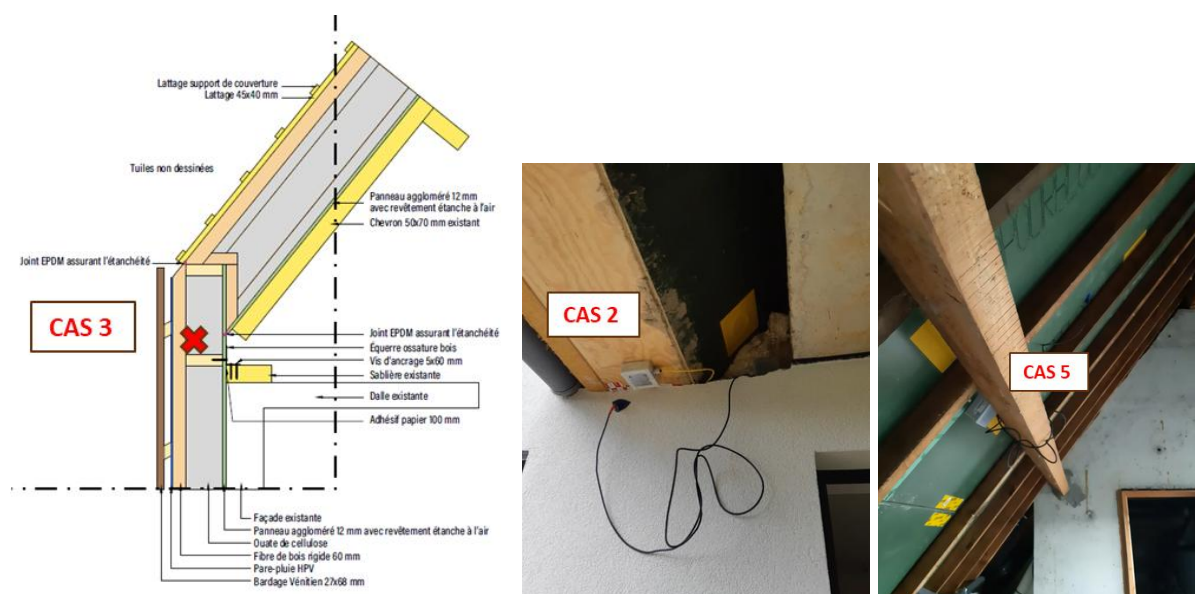 Lattage support de couverture
Lattage 45x40 mm
Tuiles non dessinées
Panneau aggloméré 12 mm
avec revêtement étanche à l'air
Chevron 50x70 mm existant
Joint EPDM assurant l'étanchéité
CAS 3
Joint EPDM assurant l'étanchéité
Équerre ossature bois
Vis d'ancrage 5x60 mm
Sablière existante
Dalle existante
Adhésif papier 100 mm
Façade existante
Panneau aggloméré 12 mm avec revêtement étanche à l'air
Ouate de cellulose
Fibre de bois rigide 60 mm
Pare-pluie HPV
Bardage Vénitien 27x68 mm
CAS 2
CAS 5